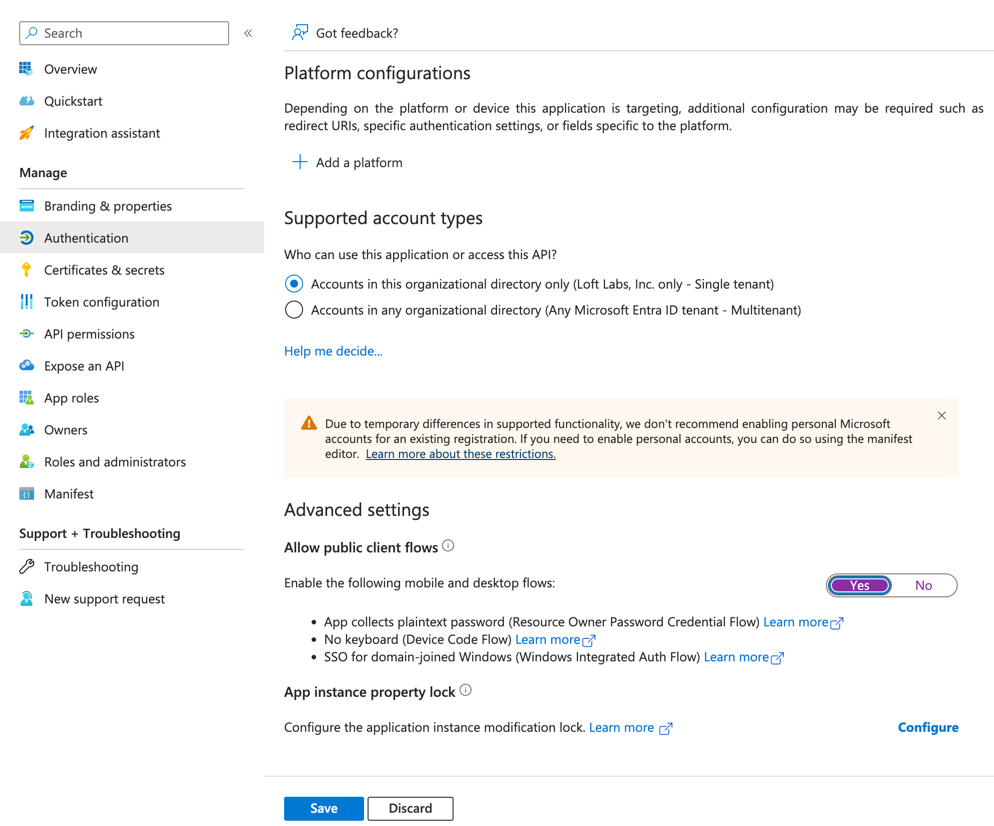 Search
«
Overview
Quickstart
Integration assistant
Manage
Branding & properties
Authentication
Certificates & secrets
Token configuration
API permissions
Expose an API
App roles
Owners
Roles and administrators
Manifest
Support + Troubleshooting
Troubleshooting
New support request
Got feedback?
Platform configurations
Depending on the platform or device this application is targeting, additional configuration may be required such as
redirect URIs, specific authentication settings, or fields specific to the platform.
Add a platform
Supported account types
Who can use this application or access this API?
Accounts in this organizational directory only (Loft Labs, Inc. only - Single tenant)
Accounts in any organizational directory (Any Microsoft Entra ID tenant - Multitenant)
Help me decide...
Due to temporary differences in supported functionality, we don't recommend enabling personal Microsoft
accounts for an existing registration. If you need to enable personal accounts, you can do so using the manifest
editor. Learn more about these restrictions.
Advanced settings
Allow public client flows
Enable the following mobile and desktop flows:
Yes No
• App collects plaintext password (Resource Owner Password Credential Flow) Learn more
• No keyboard (Device Code Flow) Learn more
• SSO for domain-joined Windows (Windows Integrated Auth Flow) Learn more
App instance property lock
Configure the application instance modification lock. Learn more
Configure
Save
Discard